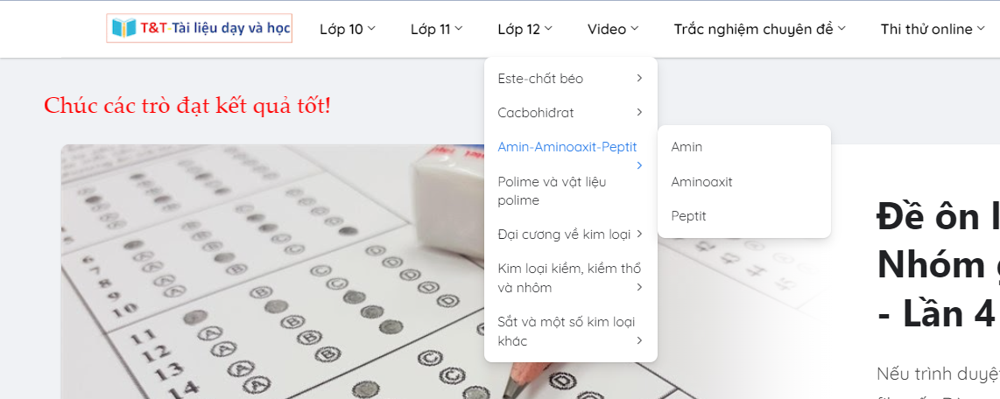 T&T-Tài liệu dạy và học
Lớp 10
Lớp 11
Lớp 12
Video
Trắc nghiệm chuyên đề
Thi thử online
Chúc các trò đạt kết quả tốt!
Este-chất béo
Cacbohiđrat
Amin-Aminoaxit-Peptit
Polime và vật liệu
polime
Đại cương về kim loại
Kim loại kiềm, kiềm thổ
và nhôm
Sắt và một số kim loại
khác
Amin
Aminoaxit
Peptit
6
7
8
9
10
11
12
13
14
Đề ôn
Nhóm
- Lần 4
Nếu trình